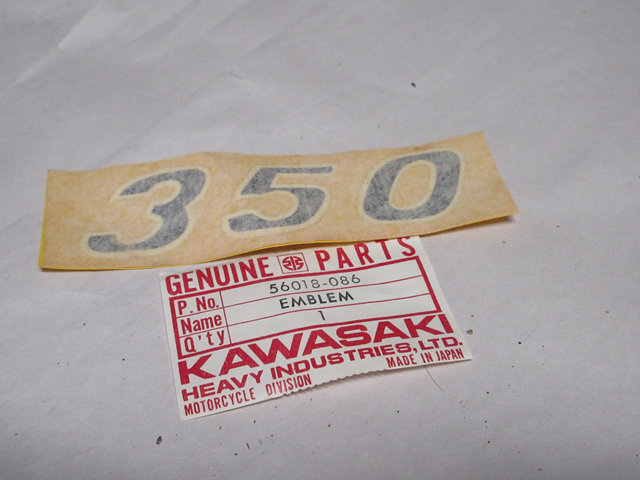 350
GENUINE PARTS
P. No. 56018-086
Name EMBLEM
Q'ty 1
KAWASAKI
HEAVY INDUSTRIES, LTD.
MOTORCYCLE DIVISION MADE IN JAPAN